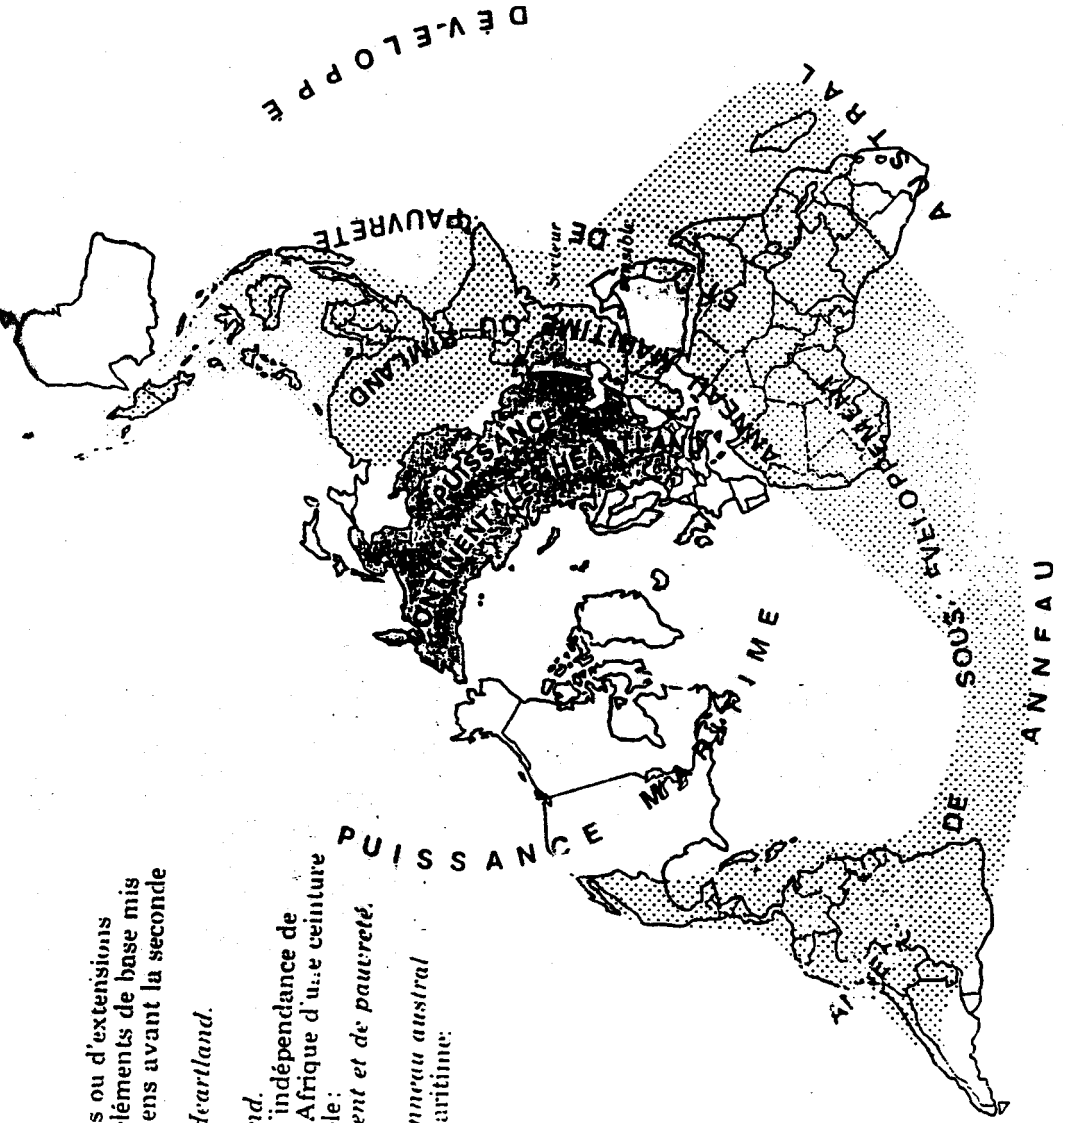 s ou d'extensions
léments de base mis
ens avant la seconde
Heartland.
nd.
indépendance de
Afrique d'une ceinture
le:
ent et de pauvreté.
nneau austral
aritime:
DÉVELOPPÉ
AUSTRAL
ANNEAU
PAUVRETÉ
DE
ET
SOUS-DÉVELOPPEMENT
DE
ANNEAU
MARITIME
OU
RIMLAND
PUISSANCE
CONTINENTALE
HEARTLAND
PUISSANCE MARITIME